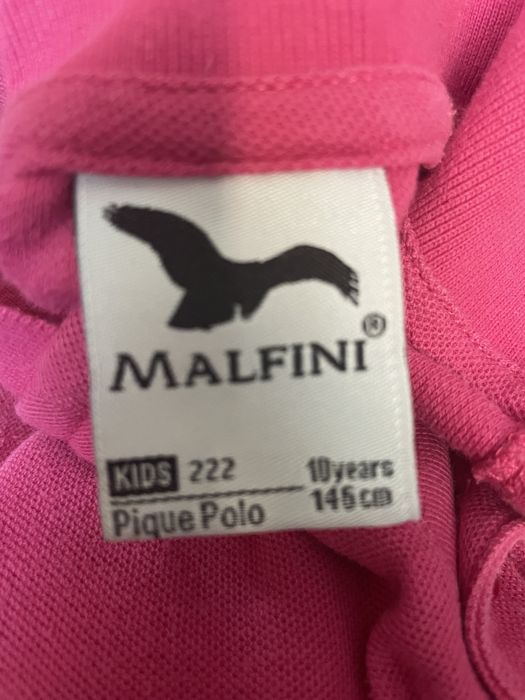 MALFINI®
KIDS 222 10 years
Pique Polo 146 cm